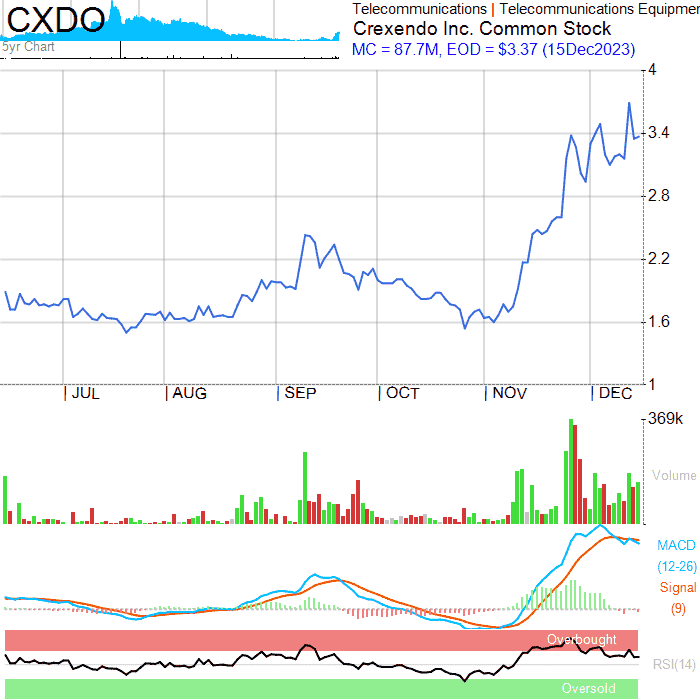 CXDO
5yr Chart
Telecommunications | Telecommunications Equipmen
Crexendo Inc. Common Stock
MC = 87.7M, EOD = $3.37 (15Dec2023)
4
3.4
2.8
2.2
1.6
1
JUL AUG SEP OCT NOV DEC
369k
Volume
MACD
(12-26)
Signal
(9)
Overbought
RSI(14)
Oversold